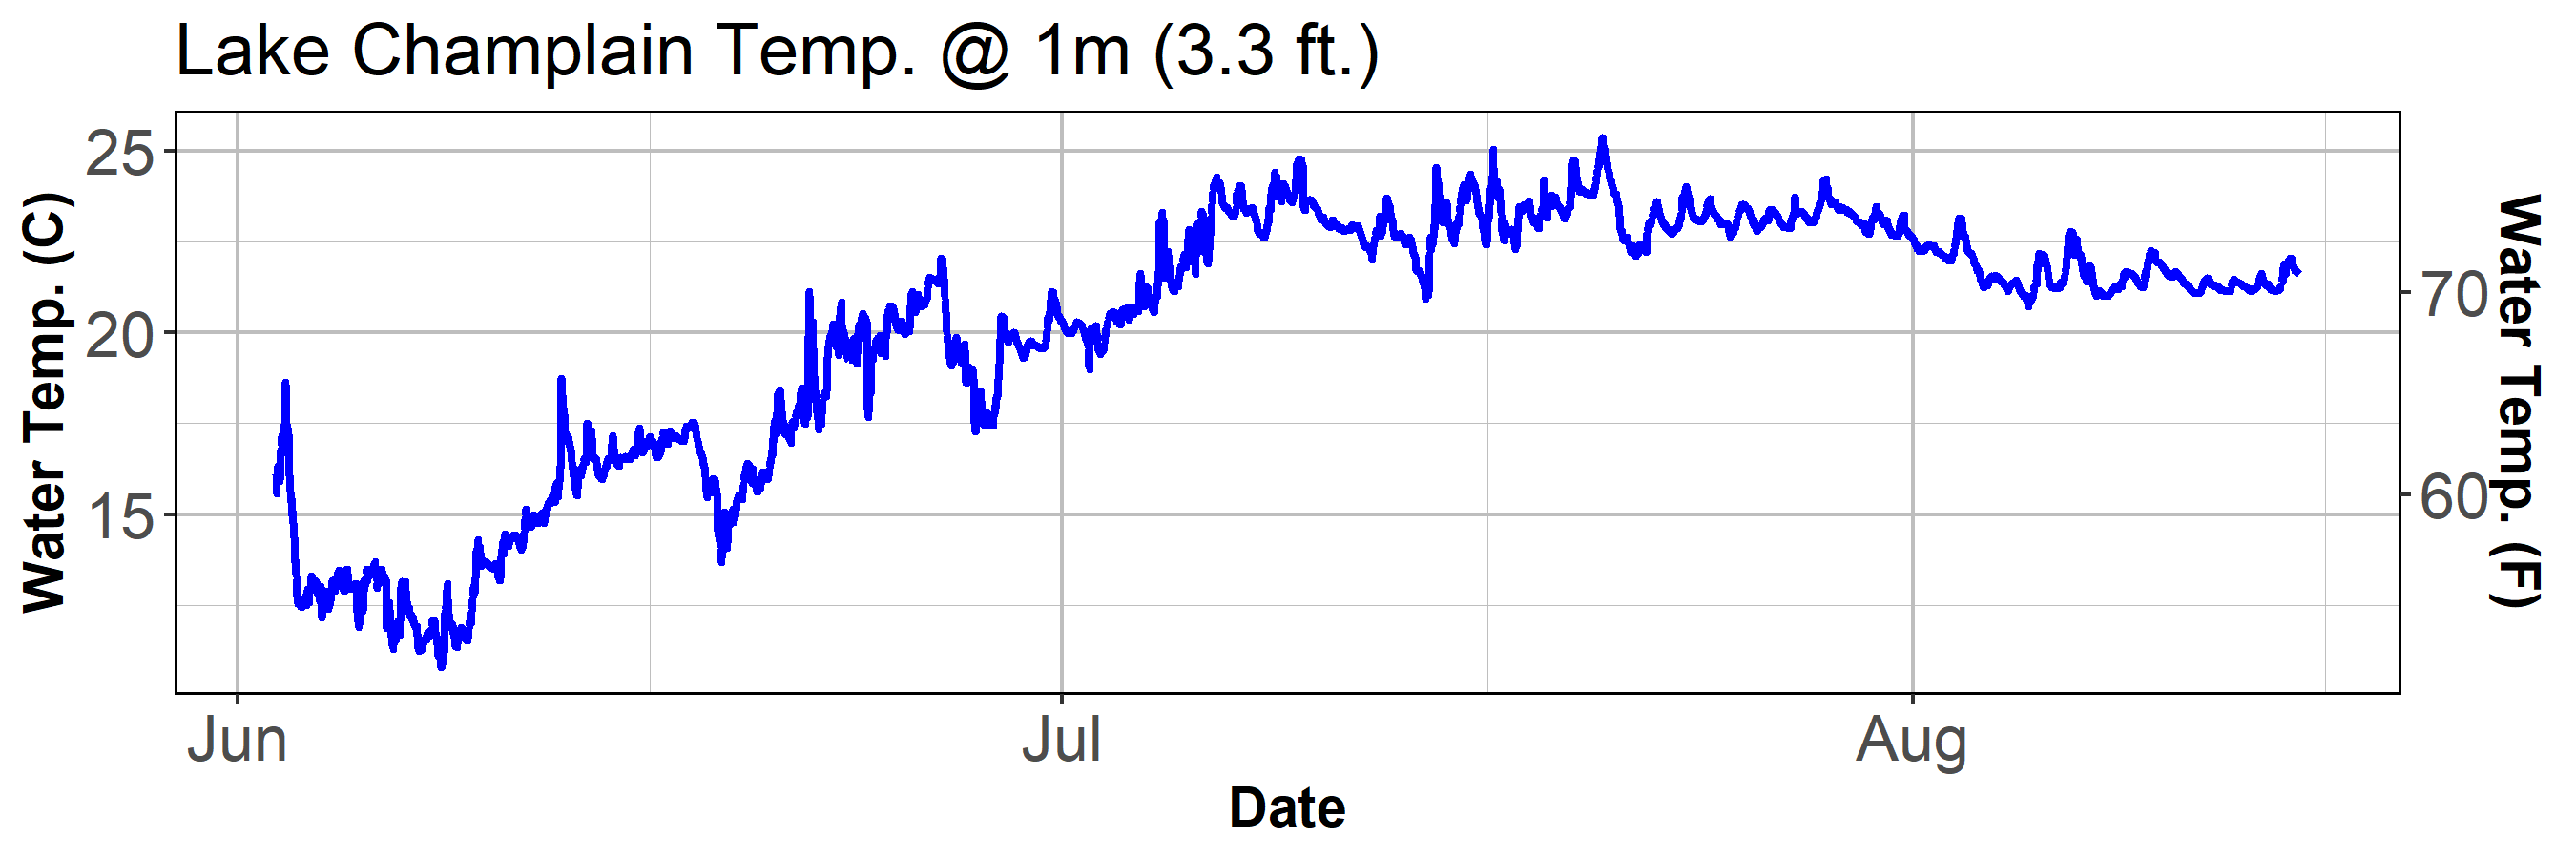 Lake Champlain Temp. @ 1m (3.3 ft.)
Water Temp. (C)
25
20
15
70
60
Water Temp. (F)
Jun Jul Aug
Date